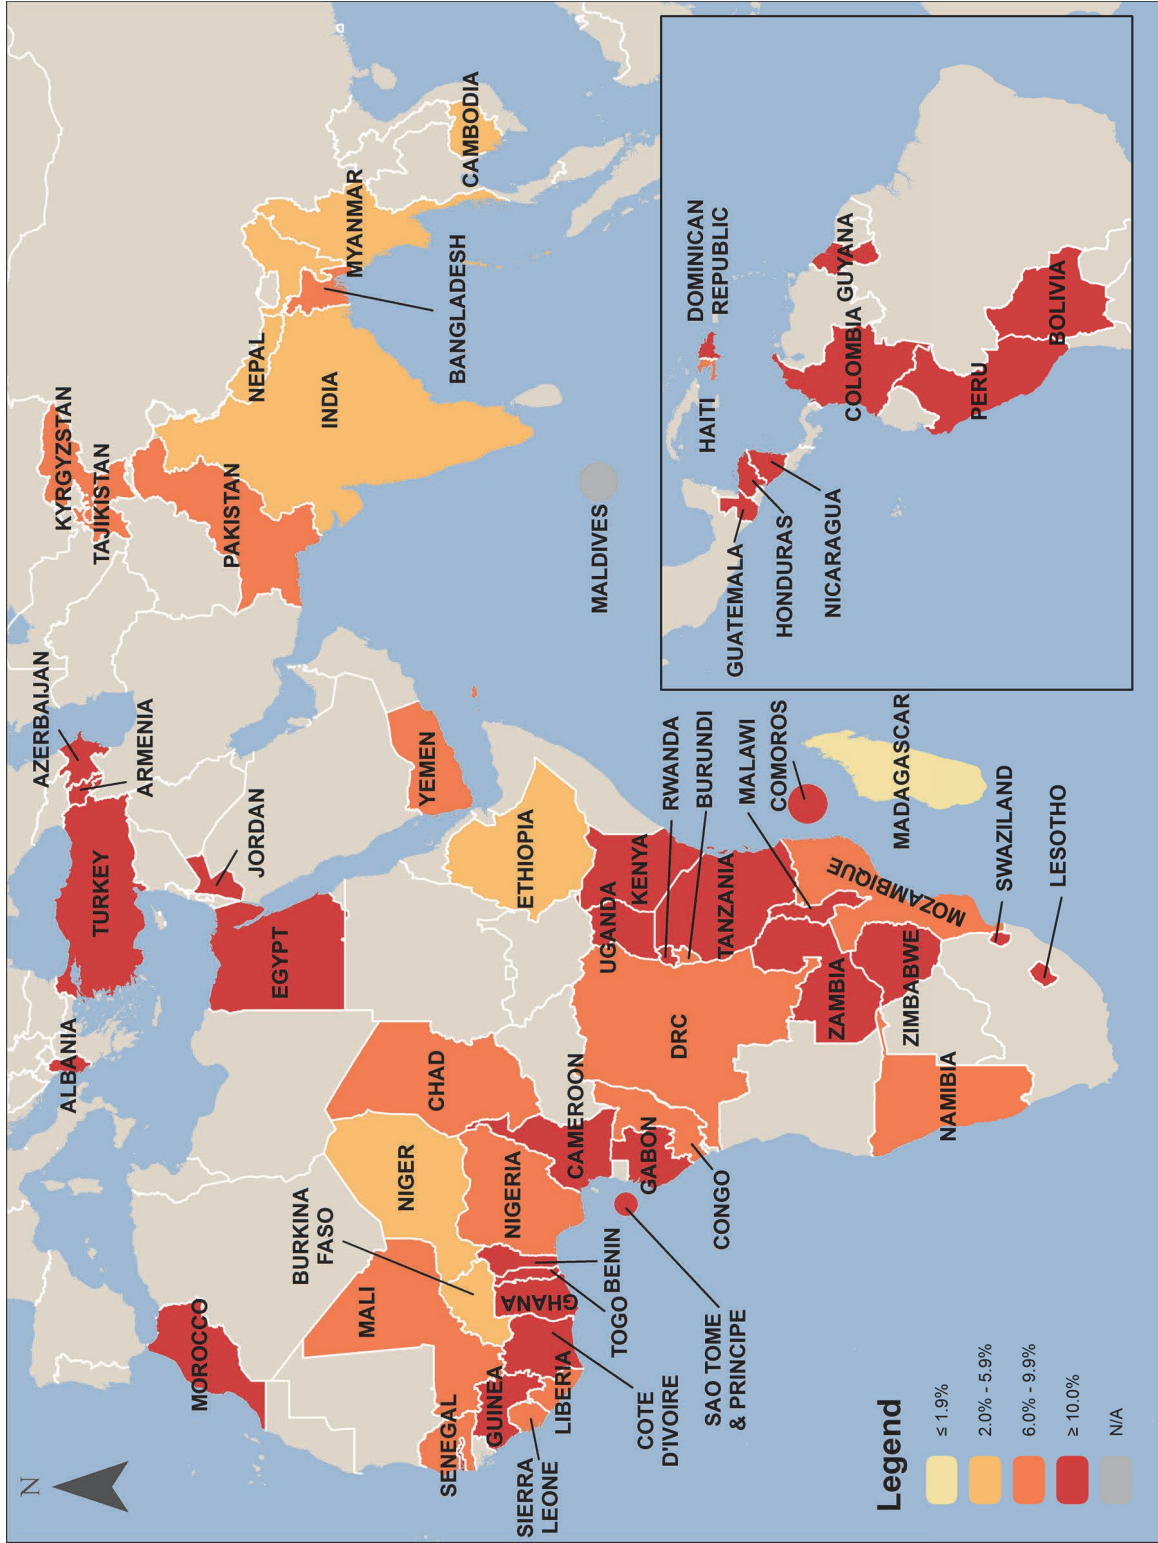 N
ALBANIA
TURKEY
AZERBAIJAN
ARMENIA
KYRGYZSTAN
TAJIKISTAN
MOROCCO
EGYPT
JORDAN
PAKISTAN
NEPAL
INDIA
MYANMAR
BANGLADESH
CAMBODIA
BURKINA
FASO
MALI
NIGER
CHAD
YEMEN
SENEGAL
GUINEA
SIERRA
LEONE
LIBERIA
COTE
D'IVOIRE
GHANA
TOGO
BENIN
NIGERIA
CAMEROON
ETHIOPIA
MALDIVES
SAO TOME
& PRINCIPE
GABON
CONGO
DRC
UGANDA
KENYA
RWANDA
BURUNDI
TANZANIA
MALAWI
COMOROS
ZAMBIA
MOZAMBIQUE
MADAGASCAR
ZIMBABWE
NAMIBIA
SWAZILAND
LESOTHO
HAITI
DOMINICAN
REPUBLIC
GUATEMALA
HONDURAS
NICARAGUA
COLOMBIA
GUYANA
PERU
BOLIVIA
Legend
≤ 1.9%
2.0% - 5.9%
6.0% - 9.9%
≥ 10.0%
N/A